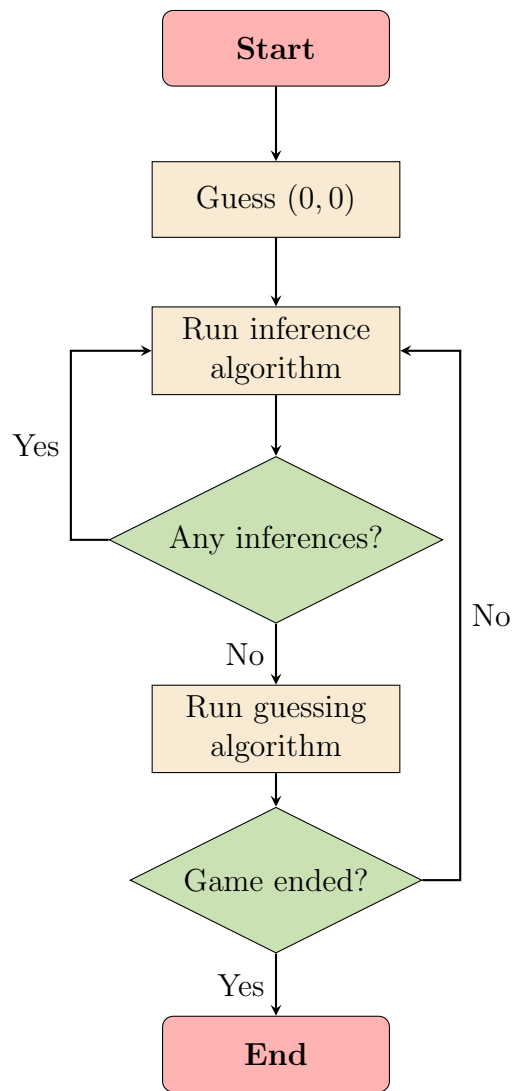 Start
Guess (0, 0)
Run inference
algorithm
Yes
Any inferences?
No
No
Run guessing
algorithm
Game ended?
Yes
End